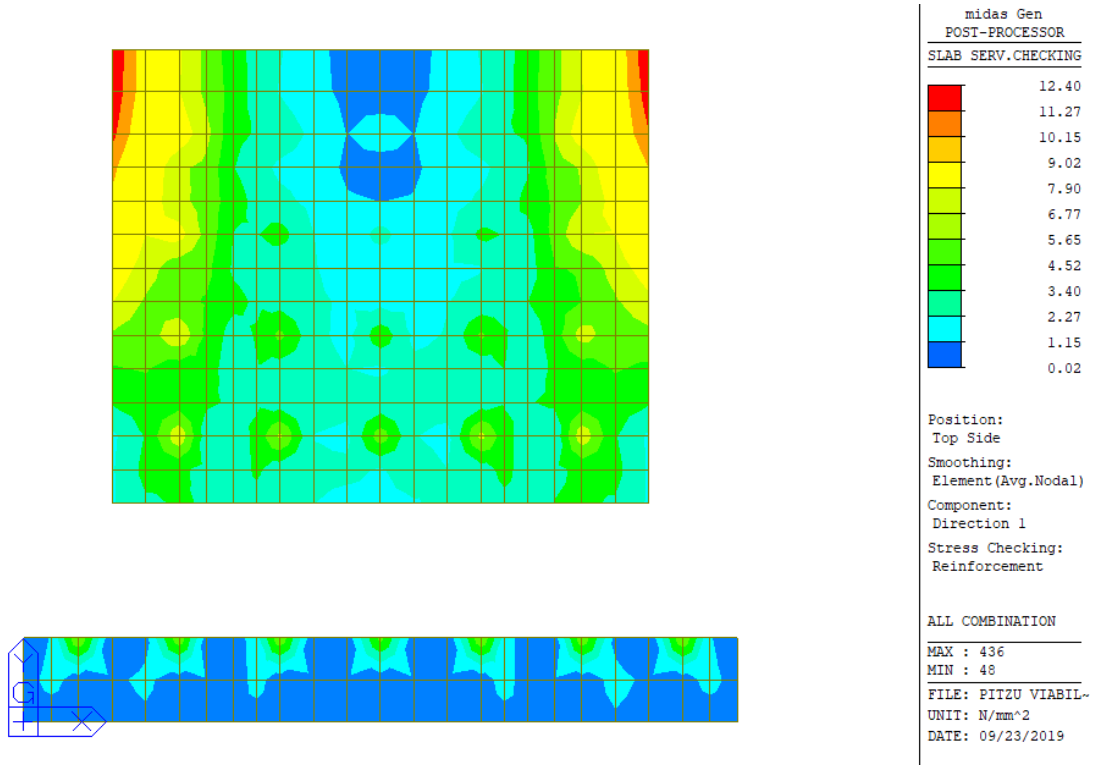 midas Gen
POST-PROCESSOR
SLAB SERV.CHECKING
12.40
11.27
10.15
9.02
7.90
6.77
5.65
4.52
3.40
2.27
1.15
0.02
Position:
Top Side
Smoothing:
Element(Avg.Nodal)
Component:
Direction 1
Stress Checking:
Reinforcement
ALL COMBINATION
MAX : 436
MIN : 48
FILE: PITZU VIABIL~
UNIT: N/mm^2
DATE: 09/23/2019
Y
G
X